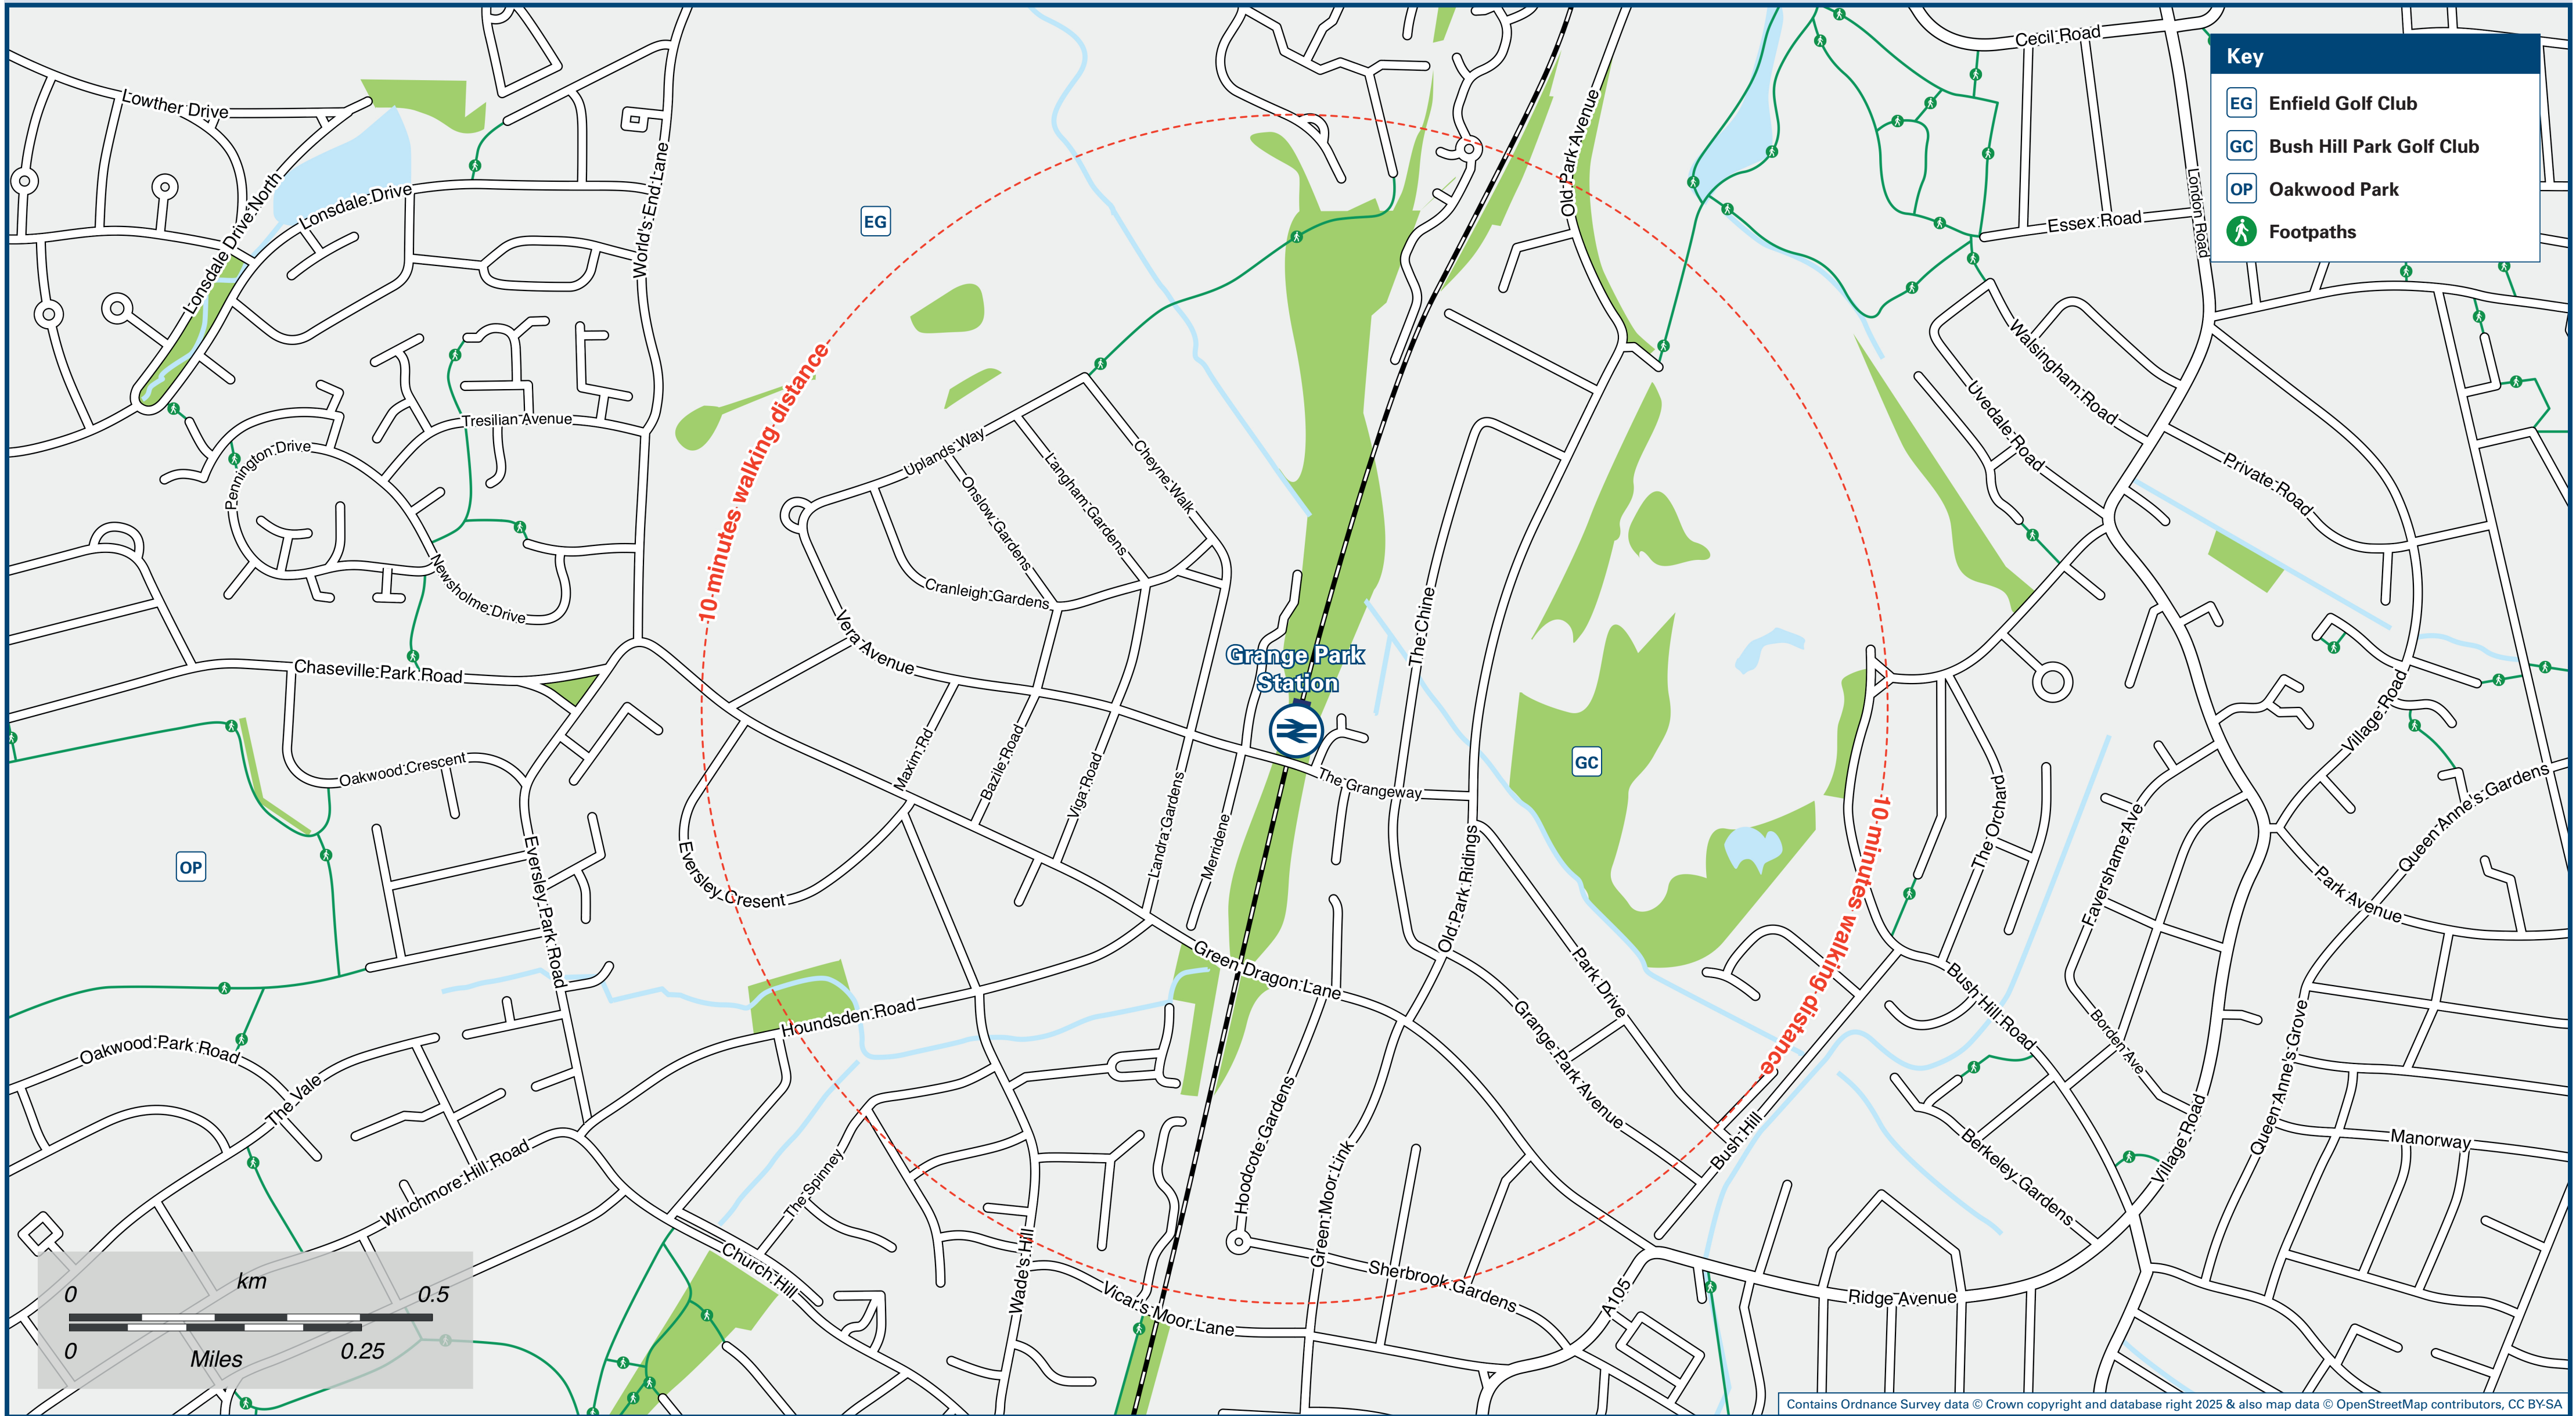 Cecil Road
Key
EG Enfield Golf Club
GC Bush Hill Park Golf Club
OP Oakwood Park
Footpaths
Lowther Drive
Lonsdale Drive North
Lonsdale Drive
World's End Lane
Old Park Avenue
London Road
Essex Road
EG
10 minutes walking distance
Walsingham Road
Uvedale Road
Private Road
Tresilian Avenue
Pennington Drive
Uplands Way
Cheyne Walk
Langham Gardens
Onslow Gardens
Cranleigh Gardens
Newsholme Drive
Vera Avenue
The Chine
Grange Park
Station
Chaseville Park Road
Oakwood Crescent
Maxim Rd
Bazile Road
Viga Road
Landra Gardens
Merridene
The Grangeway
GC
Village Road
The Orchard
Favershame Ave
Queen Anne's Gardens
Park Avenue
OP
Eversley Park Road
Eversley Cresent
Old Park Ridings
10 minutes walking distance
Green Dragon Lane
Park Drive
Bush Hill Road
Houndsden Road
Grange Park Avenue
Borden Ave
Queen Anne's Grove
Oakwood Park Road
The Vale
Winchmore Hill Road
The Spinney
Hoodcote Gardens
Green Moor Link
Bush Hill
Berkeley Gardens
Village Road
Manorway
Church Hill
Wade's Hill
Vicar's Moor Lane
Sherbrook Gardens
A105
Ridge Avenue
km
0 0.5
0 0.25
Miles
Contains Ordnance Survey data © Crown copyright and database right 2025 & also map data © OpenStreetMap contributors, CC BY-SA